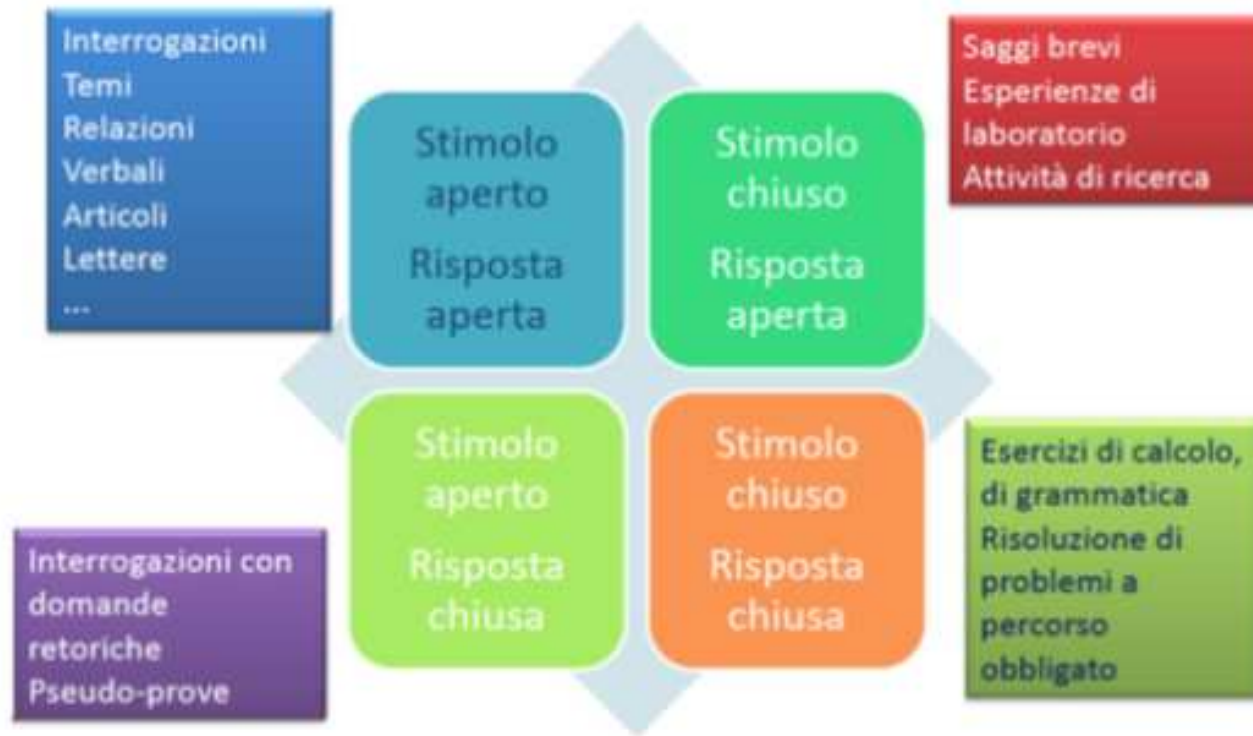 Interrogazioni
Temi
Relazioni
Verbali
Articoli
Lettere
...
Stimolo
aperto
Risposta
aperta
Stimolo
chiuso
Risposta
aperta
Saggi brevi
Esperienze di
laboratorio
Attività di ricerca
Interrogazioni con
domande
retoriche
Pseudo-prove
Stimolo
aperto
Risposta
chiusa
Stimolo
chiuso
Risposta
chiusa
Esercizi di calcolo,
di grammatica
Risoluzione di
problemi a
percorso
obbligato